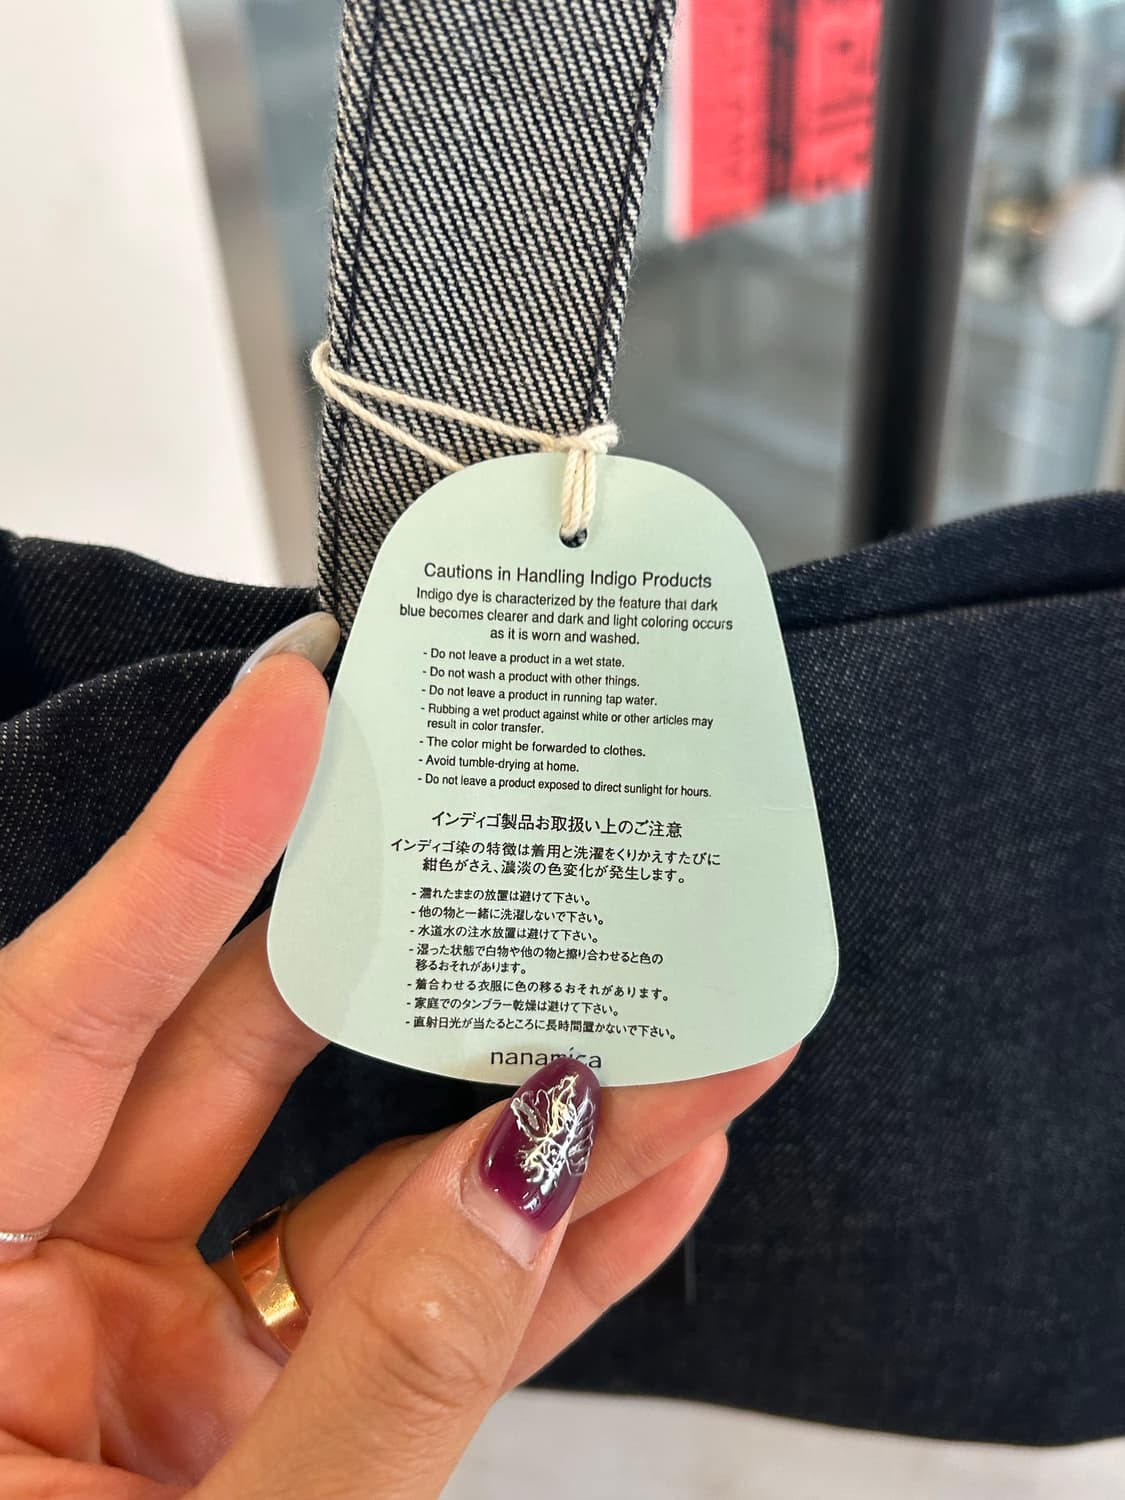 Cautions in Handling Indigo Products
Indigo dye is characterized by the feature that dark
blue becomes clearer and dark and light coloring occurs
as it is worn and washed.
- Do not leave a product in a wet state.
- Do not wash a product with other things.
- Do not leave a product in running tap water.
- Rubbing a wet product against white or other articles may
result in color transfer.
- The color might be forwarded to clothes.
- Avoid tumble-drying at home.
- Do not leave a product exposed to direct sunlight for hours.
インディゴ製品お取扱い上のご注意
インディゴ染の特徴は着用と洗濯をくりかえすたびに
紺色がさえ、濃淡の色変化が発生します。
- 濡れたままの放置は避けて下さい。
- 他の物と一緒に洗濯しないで下さい。
- 水道水の注水放置は避けて下さい。
- 湿った状態で白物や他の物と擦り合わせると色の
移るおそれがあります。
- 着合わせる衣服に色の移るおそれがあります。
- 家庭でのタンブラー乾燥は避けて下さい。
- 直射日光が当たるところに長時間置かないで下さい。
nanamica